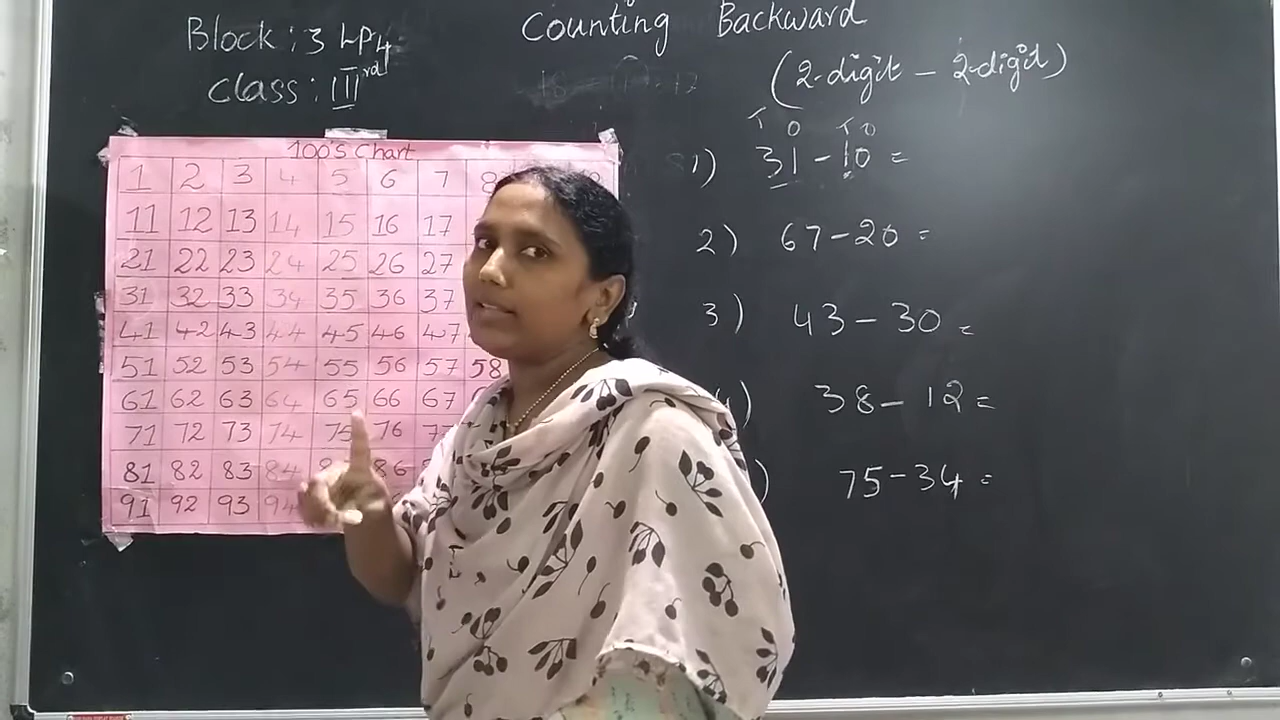 Block : 3 LP4
Class : IIIrd
Counting Backward
(2-digit - 2-digit)
100's Chart
1 2 3 4 5 6 7 8
11 12 13 14 15 16 17
21 22 23 24 25 26 27
31 32 33 34 35 36 37
41 42 43 44 45 46 47
51 52 53 54 55 56 57 58
61 62 63 64 65 66 67
71 72 73 74 75 76
81 82 83 84 86
91 92 93 94
T O T O
1) 31 - 10 =
2) 67 - 20 =
3) 43 - 30 =
38 - 12 =
75 - 34 =